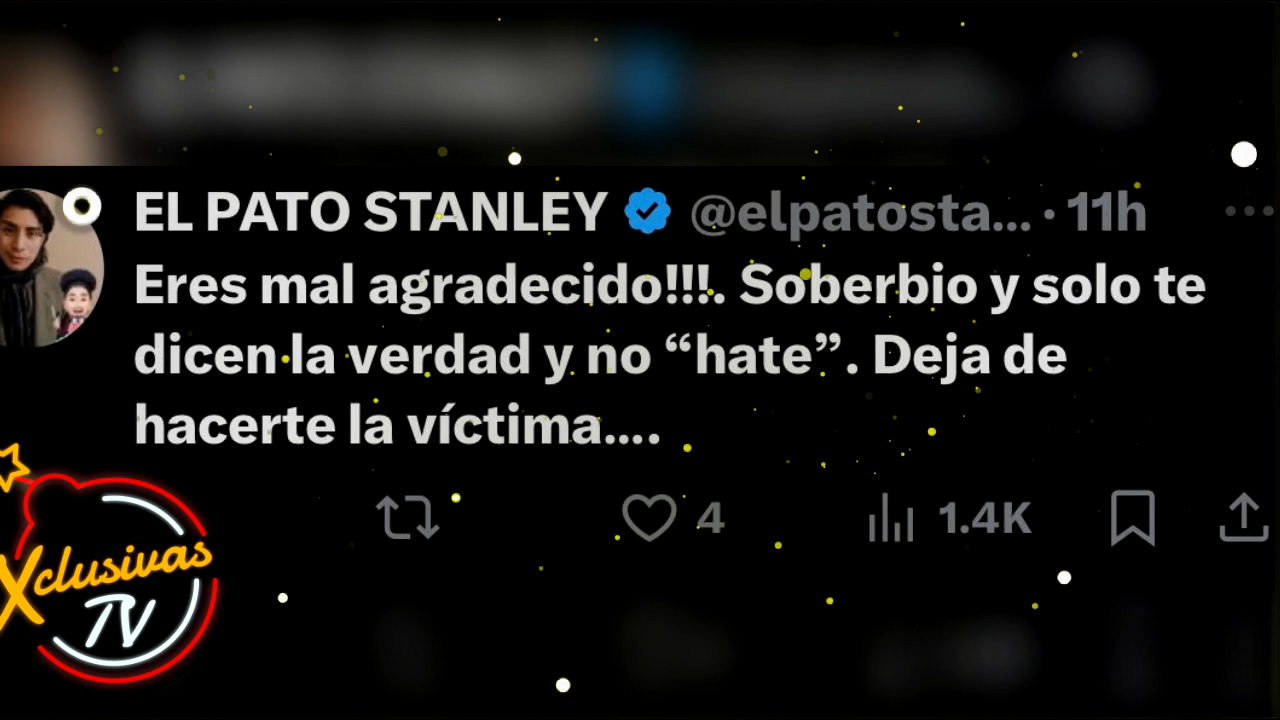 EL PATO STANLEY @elpatosta... · 11h
Eres mal agradecido!!!. Soberbio y solo te
dicen la verdad y no “hate”. Deja de
hacerte la víctima....
4 1.4K
Xclusivas
TV